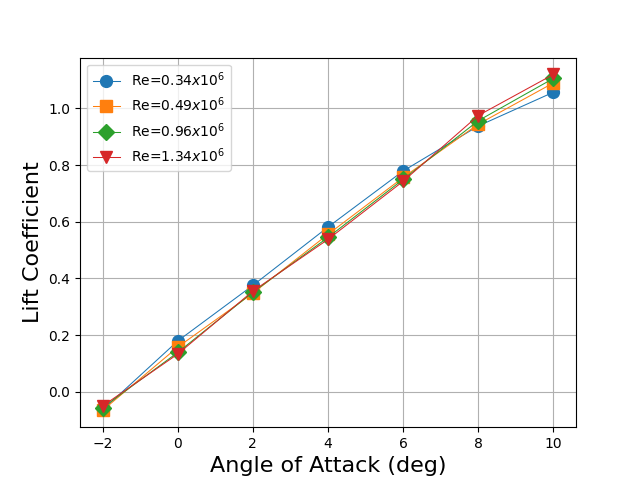 Re=0.34x10⁶
Re=0.49x10⁶
Re=0.96x10⁶
Re=1.34x10⁶
1.0
0.8
0.6
0.4
0.2
0.0
Lift Coefficient
−2 0 2 4 6 8 10
Angle of Attack (deg)